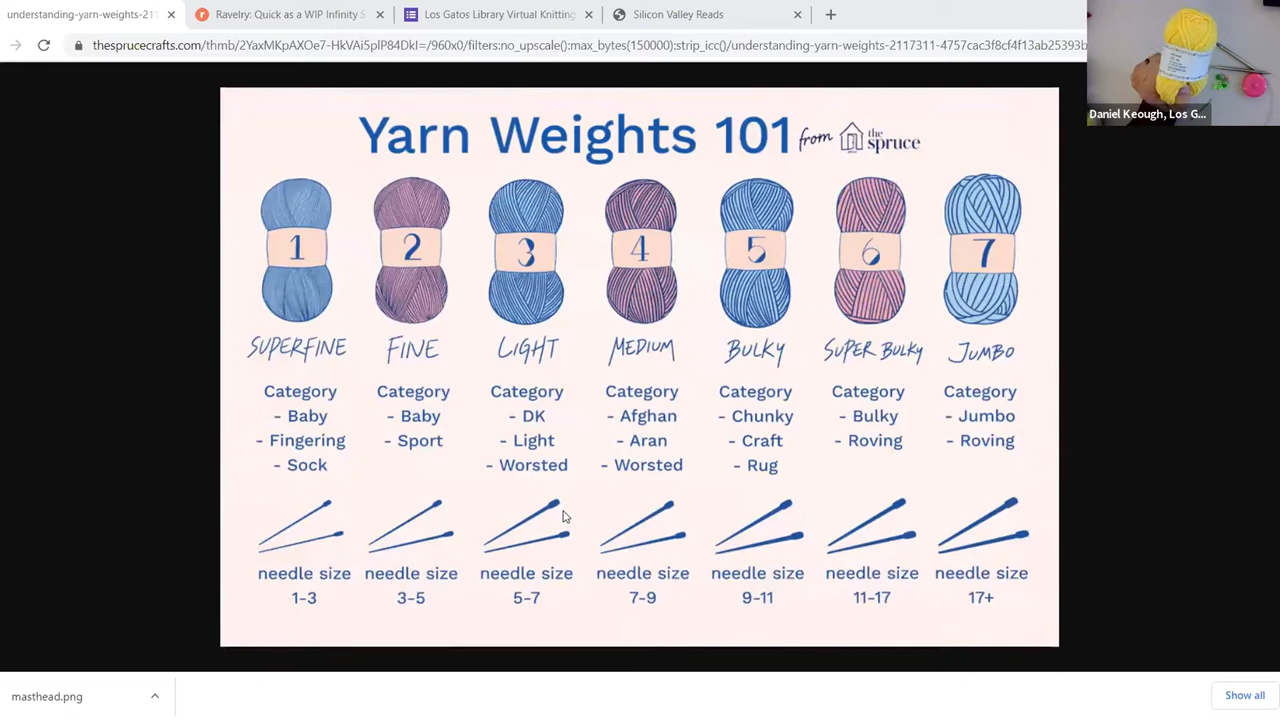 understanding-yarn-weights-211
Ravelry: Quick as a WIP Infinity S
Los Gatos Library Virtual Knitting
Silicon Valley Reads
thesprucecrafts.com/thmb/2YaxMKpAXOe7-HkVAi5pIP84DkI=/960x0/filters:no_upscale():max_bytes(150000):strip_icc()/understanding-yarn-weights-2117311-4757cac3f8cf4f13ab25393b
Daniel Keough, Los G...
Yarn Weights 101 from the spruce
1 2 3 4 5 6 7
SUPERFINE FINE LIGHT MEDIUM BULKY SUPER BULKY JUMBO
Category Category Category Category Category Category Category
- Baby - Baby - DK - Afghan - Chunky - Bulky - Jumbo
- Fingering - Sport - Light - Aran - Craft - Roving - Roving
- Sock - Worsted - Worsted - Rug
needle size needle size needle size needle size needle size needle size needle size
1-3 3-5 5-7 7-9 9-11 11-17 17+
masthead.png
Show all